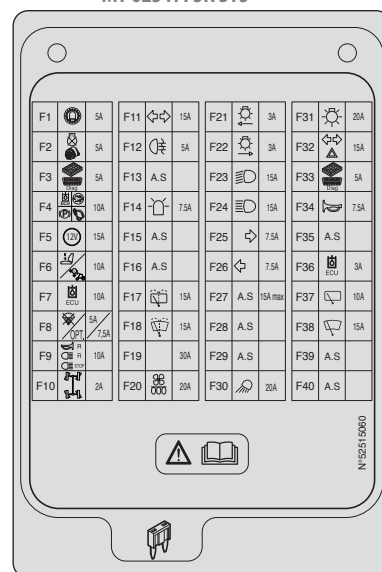 F1 5A F11 15A F21 3A F31 20A
F2 5A F12 5A F22 3A F32 15A
F3 Diag 5A F13 A.S F23 15A F33 Diag 5A
F4 ECU 10A F14 7.5A F24 15A F34 7.5A
F5 12V 15A F15 A.S F25 7.5A F35 A.S
F6 10A F16 A.S F26 7.5A F36 ECU 3A
F7 ECU 10A F17 15A F27 A.S 15A max F37 10A
F8 OPT. 5A / 7,5A F18 15A F28 A.S F38 15A
F9 R R STOP 10A F19 30A F29 A.S F39 A.S
F10 2A F20 20A F30 20A F40 A.S
N°52515060